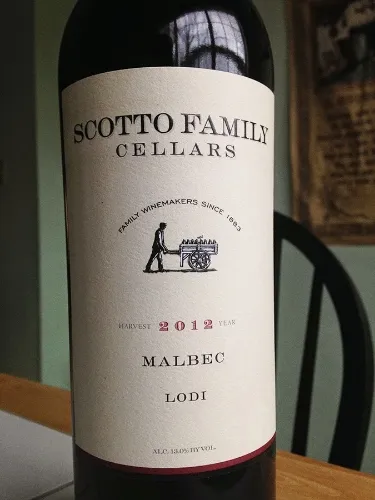 SCOTTO FAMILY
CELLARS
FAMILY WINEMAKERS SINCE 1883
HARVEST 2012 YEAR
MALBEC
LODI
ALC. 13.0% BY VOL.